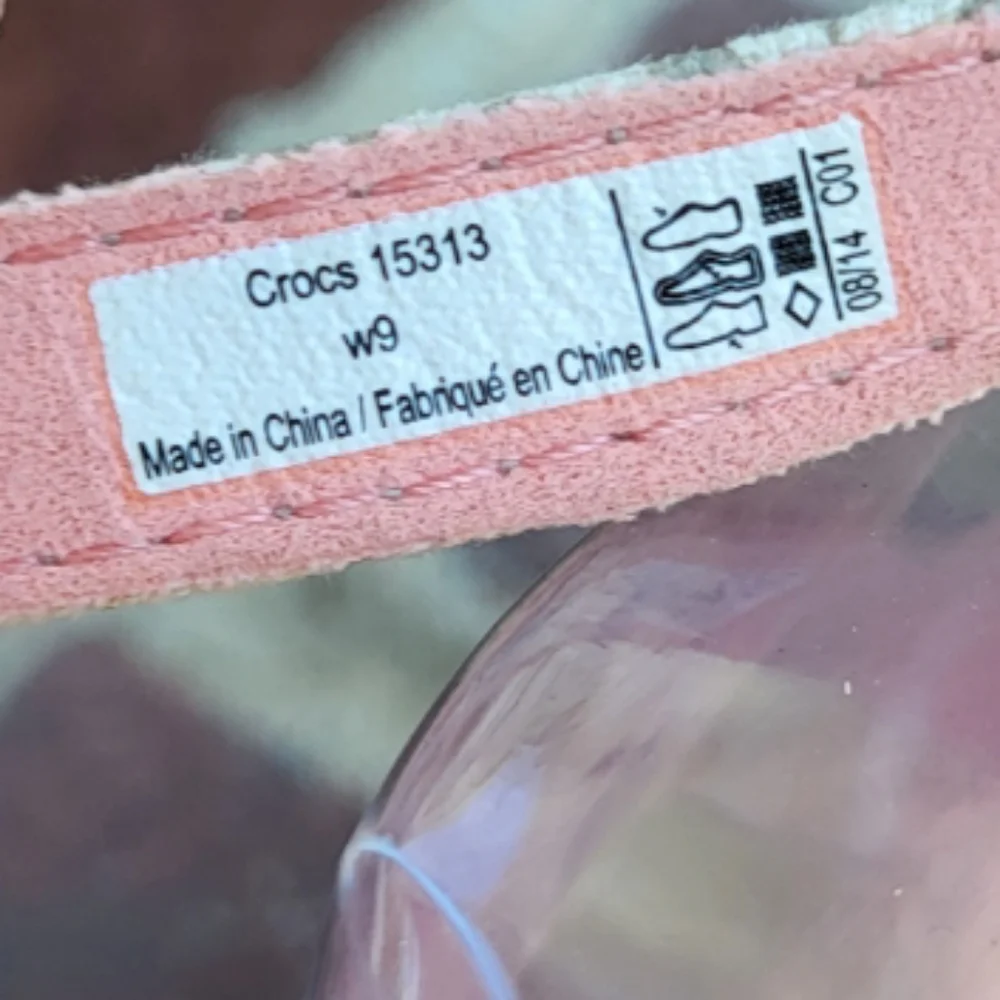 Crocs 15313
w9
Made in China / Fabriqué en Chine
08/14 C01